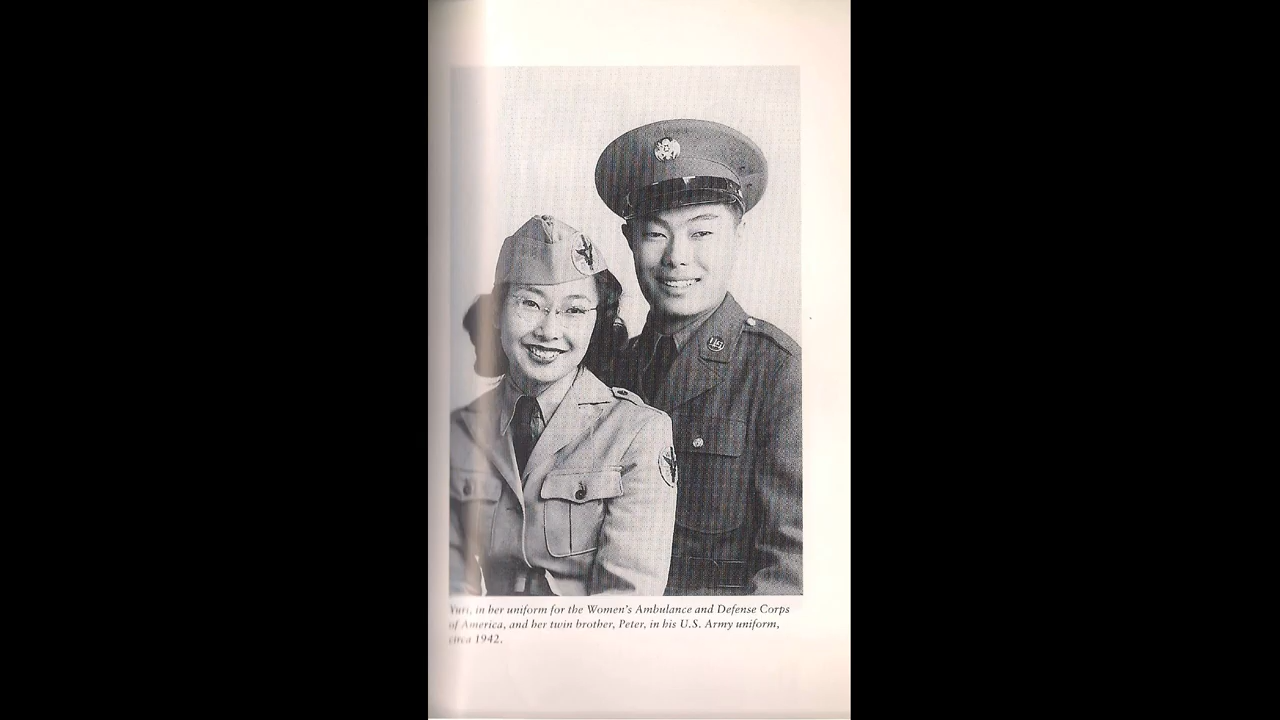 Yuri, in her uniform for the Women's Ambulance and Defense Corps
of America, and her twin brother, Peter, in his U.S. Army uniform,
circa 1942.